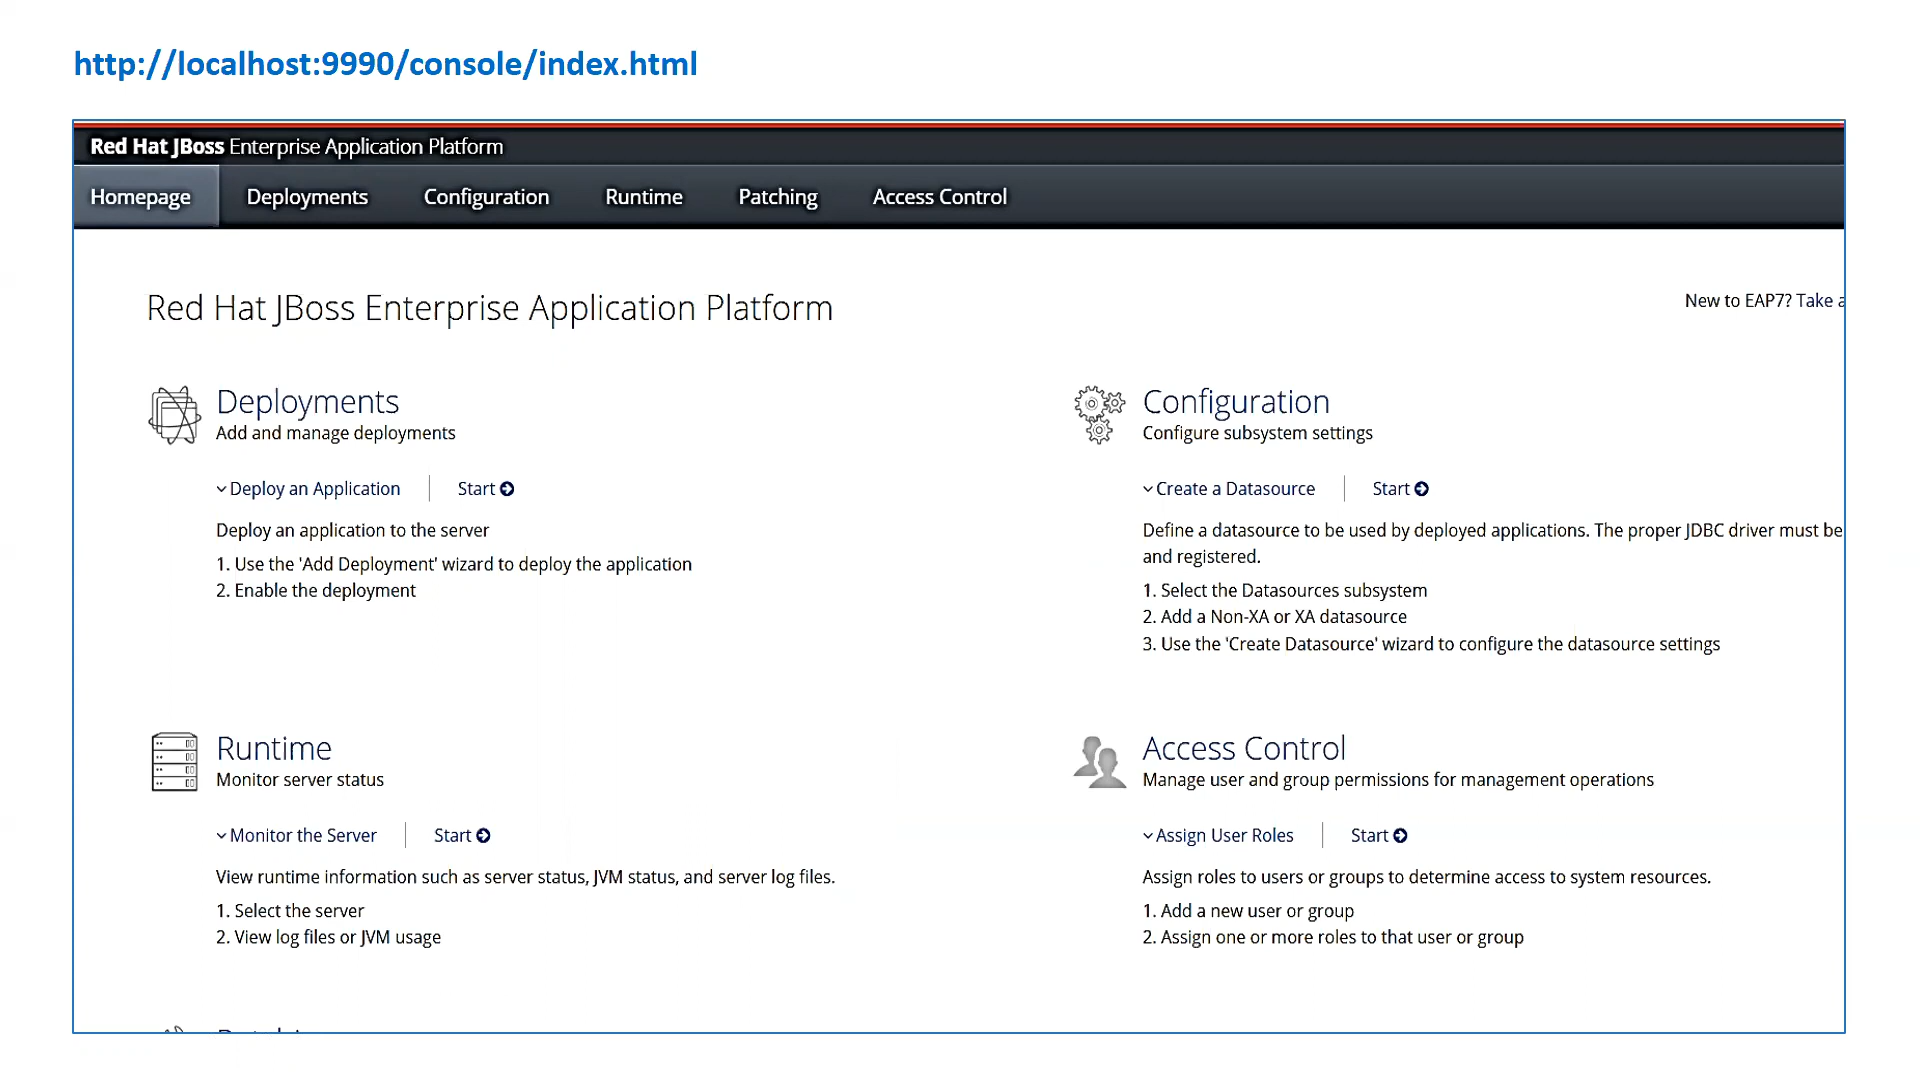 http://localhost:9990/console/index.html
Red Hat JBoss Enterprise Application Platform
Homepage Deployments Configuration Runtime Patching Access Control
Red Hat JBoss Enterprise Application Platform
New to EAP7? Take a
Deployments
Add and manage deployments
Deploy an Application Start
Deploy an application to the server
1. Use the 'Add Deployment' wizard to deploy the application
2. Enable the deployment
Configuration
Configure subsystem settings
Create a Datasource Start
Define a datasource to be used by deployed applications. The proper JDBC driver must be
and registered.
1. Select the Datasources subsystem
2. Add a Non-XA or XA datasource
3. Use the 'Create Datasource' wizard to configure the datasource settings
Runtime
Monitor server status
Monitor the Server Start
View runtime information such as server status, JVM status, and server log files.
1. Select the server
2. View log files or JVM usage
Access Control
Manage user and group permissions for management operations
Assign User Roles Start
Assign roles to users or groups to determine access to system resources.
1. Add a new user or group
2. Assign one or more roles to that user or group